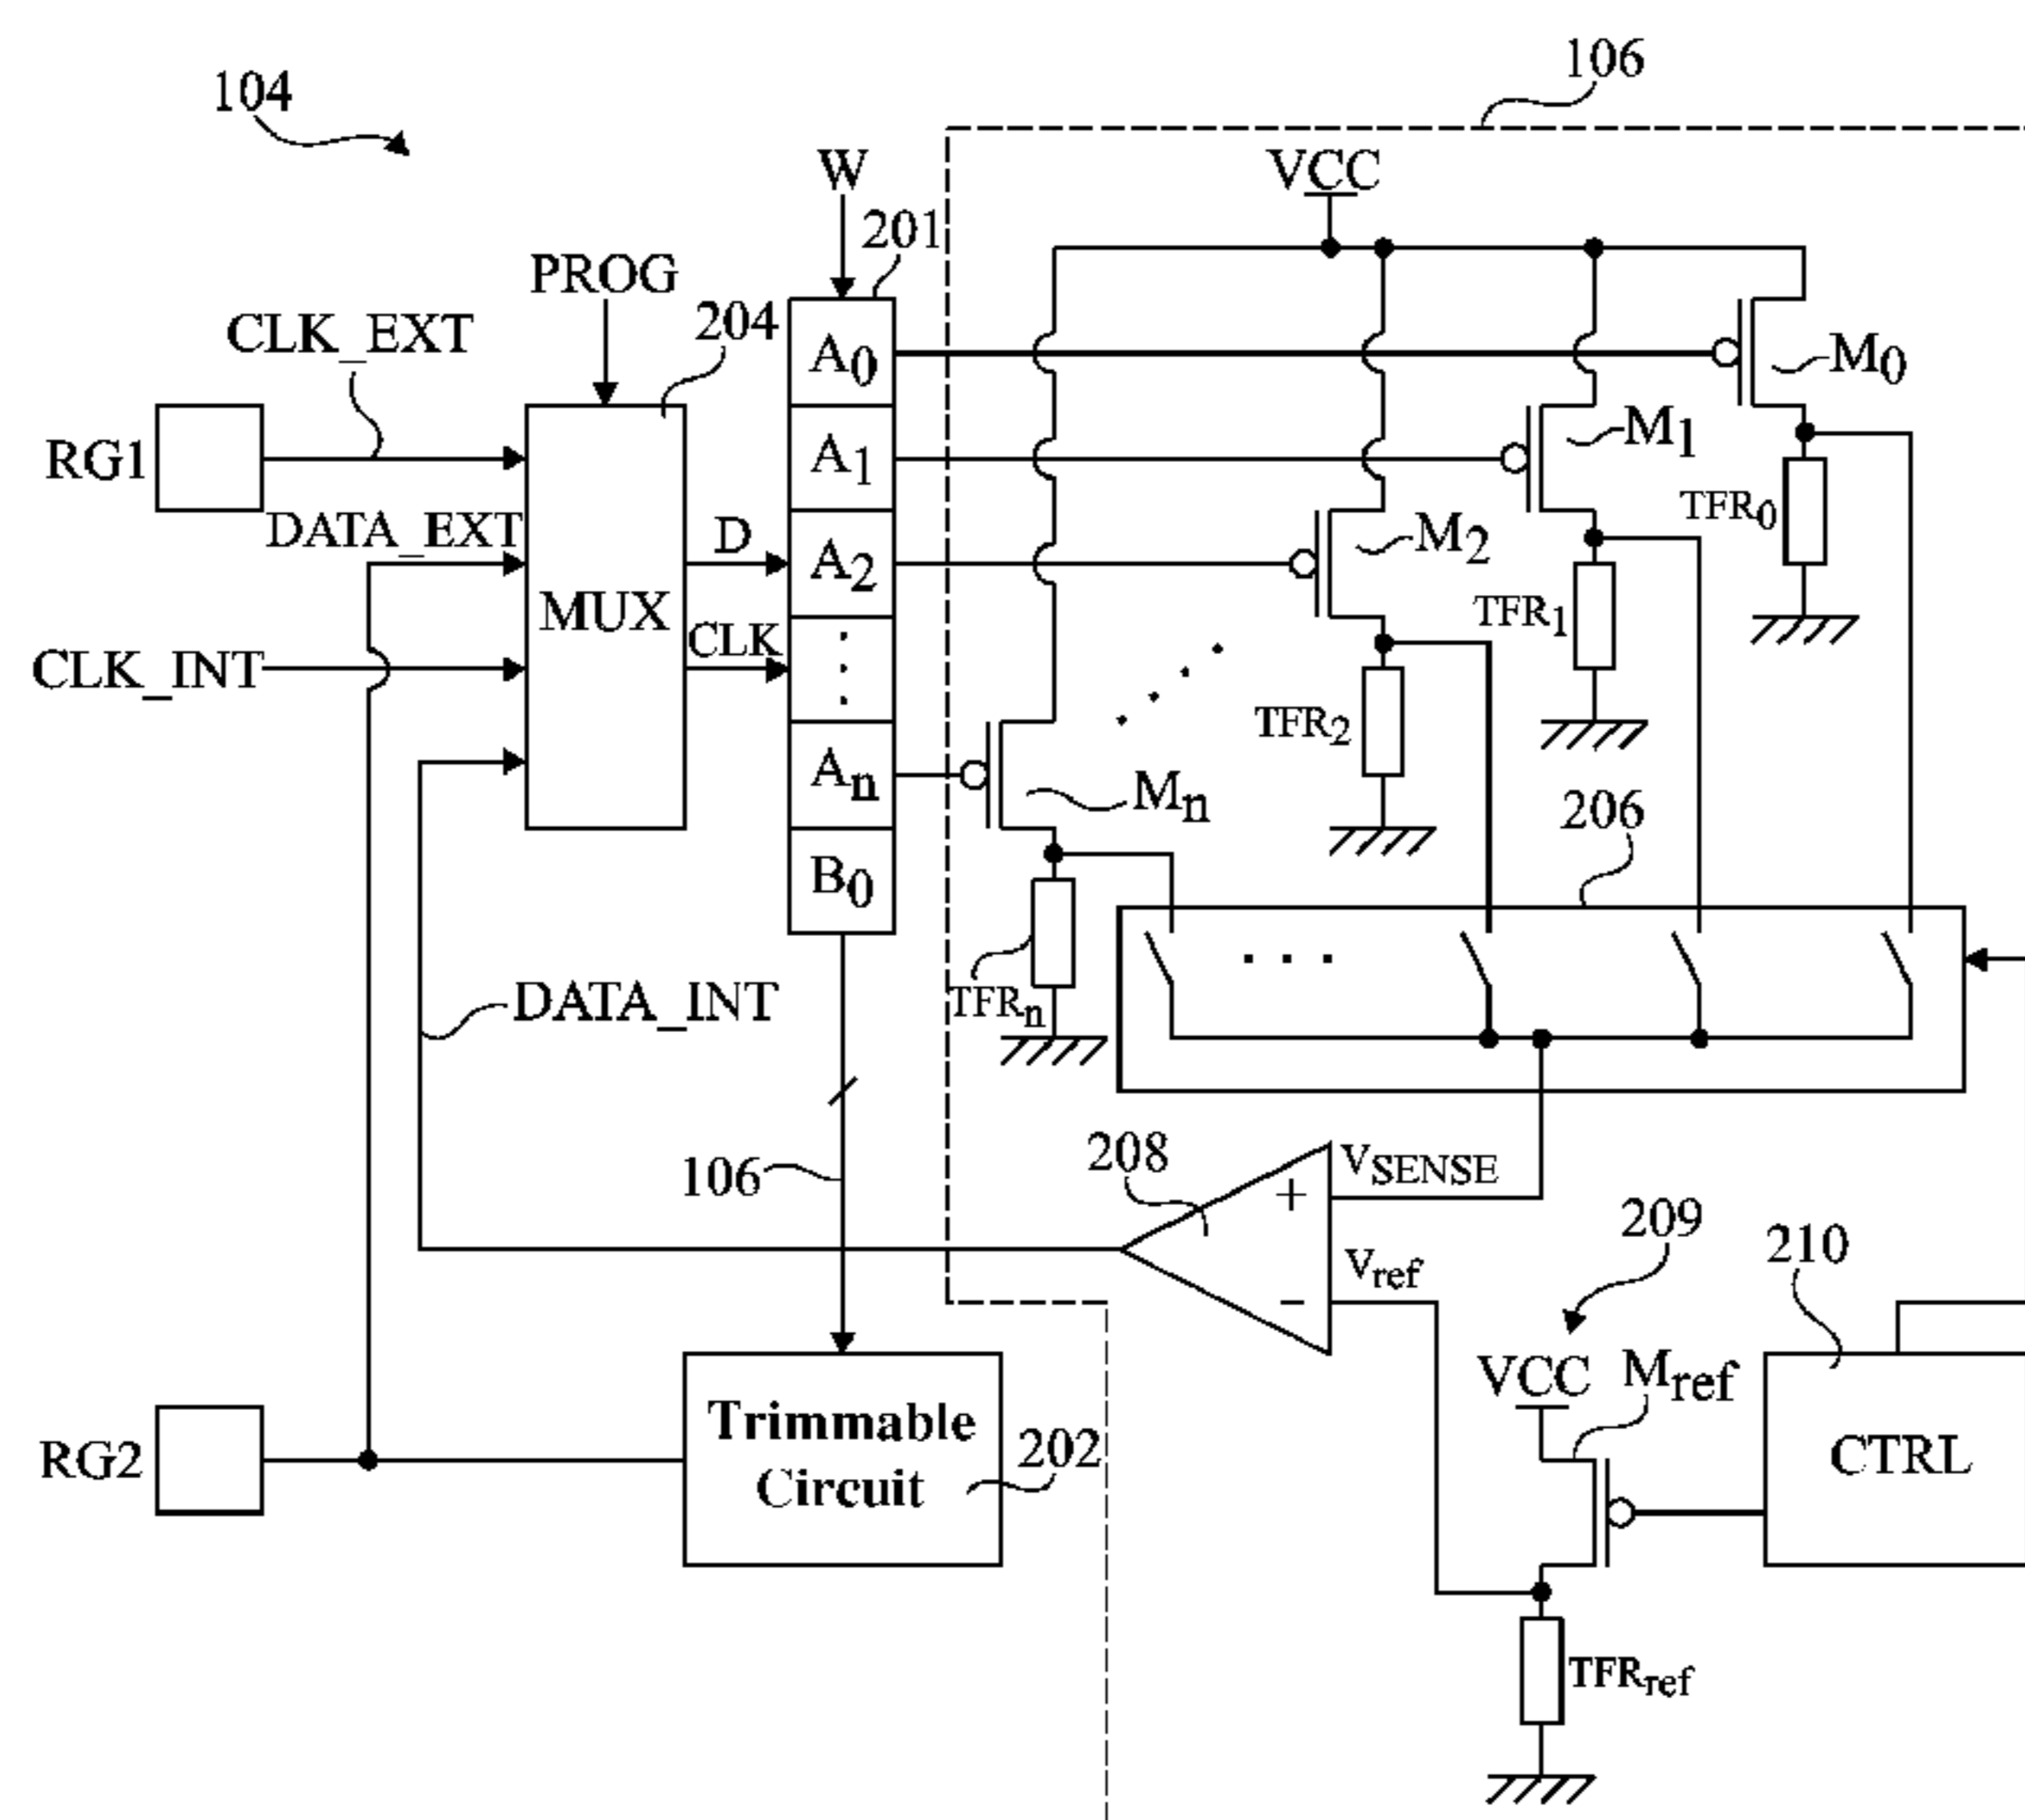 104
106
W
VCC
201
PROG
204
CLK_EXT
A0
M0
RG1
A1
M1
DATA_EXT
D
A2
M2
TFR0
MUX
CLK
TFR1
CLK_INT
TFR2
An
Mn
206
B0
DATA_INT
TFRn
208
VSENSE
+
106
209
210
Vref
−
VCC
Mref
Trimmable
Circuit
202
CTRL
RG2
TFRref